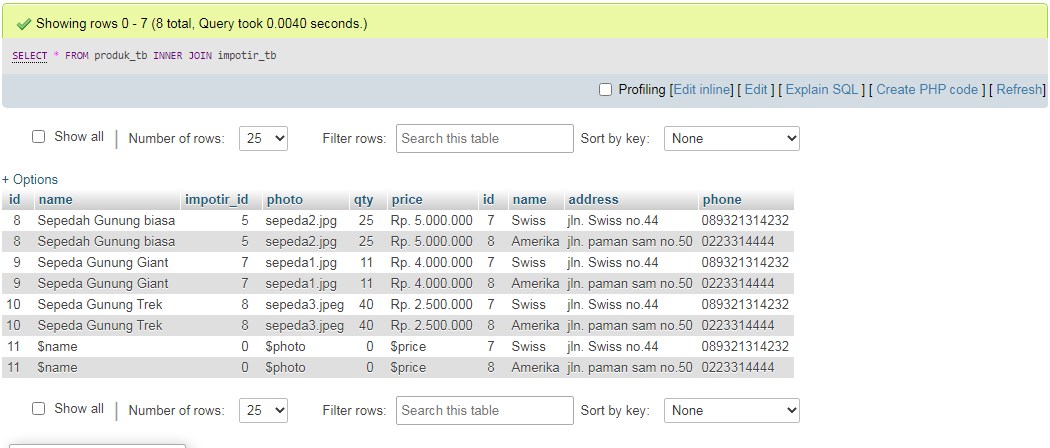 Showing rows 0 - 7 (8 total, Query took 0.0040 seconds.)
SELECT * FROM produk_tb INNER JOIN impotir_tb
Profiling [Edit inline] [ Edit ] [ Explain SQL ] [ Create PHP code ] [ Refresh]
Show all | Number of rows: 25 Filter rows: Search this table Sort by key: None
+ Options
id name impotir_id photo qty price id name address phone
8 Sepedah Gunung biasa 5 sepeda2.jpg 25 Rp. 5.000.000 7 Swiss jln. Swiss no.44 089321314232
8 Sepedah Gunung biasa 5 sepeda2.jpg 25 Rp. 5.000.000 8 Amerika jln. paman sam no.50 0223314444
9 Sepeda Gunung Giant 7 sepeda1.jpg 11 Rp. 4.000.000 7 Swiss jln. Swiss no.44 089321314232
9 Sepeda Gunung Giant 7 sepeda1.jpg 11 Rp. 4.000.000 8 Amerika jln. paman sam no.50 0223314444
10 Sepeda Gunung Trek 8 sepeda3.jpeg 40 Rp. 2.500.000 7 Swiss jln. Swiss no.44 089321314232
10 Sepeda Gunung Trek 8 sepeda3.jpeg 40 Rp. 2.500.000 8 Amerika jln. paman sam no.50 0223314444
11 $name 0 $photo 0 $price 7 Swiss jln. Swiss no.44 089321314232
11 $name 0 $photo 0 $price 8 Amerika jln. paman sam no.50 0223314444
Show all | Number of rows: 25 Filter rows: Search this table Sort by key: None